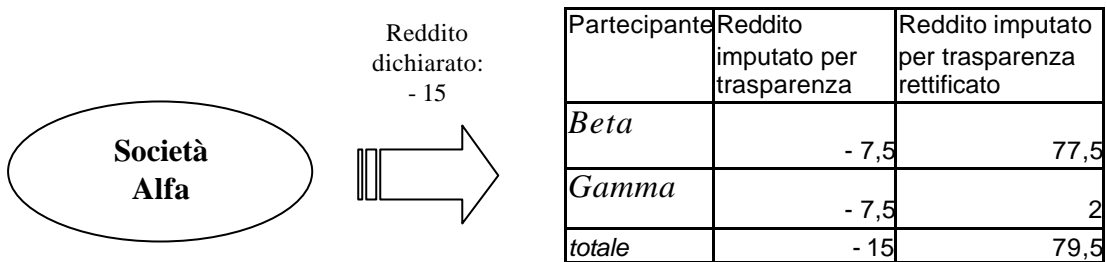 Reddito
dichiarato:
- 15
Società
Alfa
Partecipante Reddito imputato per trasparenza Reddito imputato per trasparenza rettificato
Beta - 7,5 77,5
Gamma - 7,5 2
totale - 15 79,5